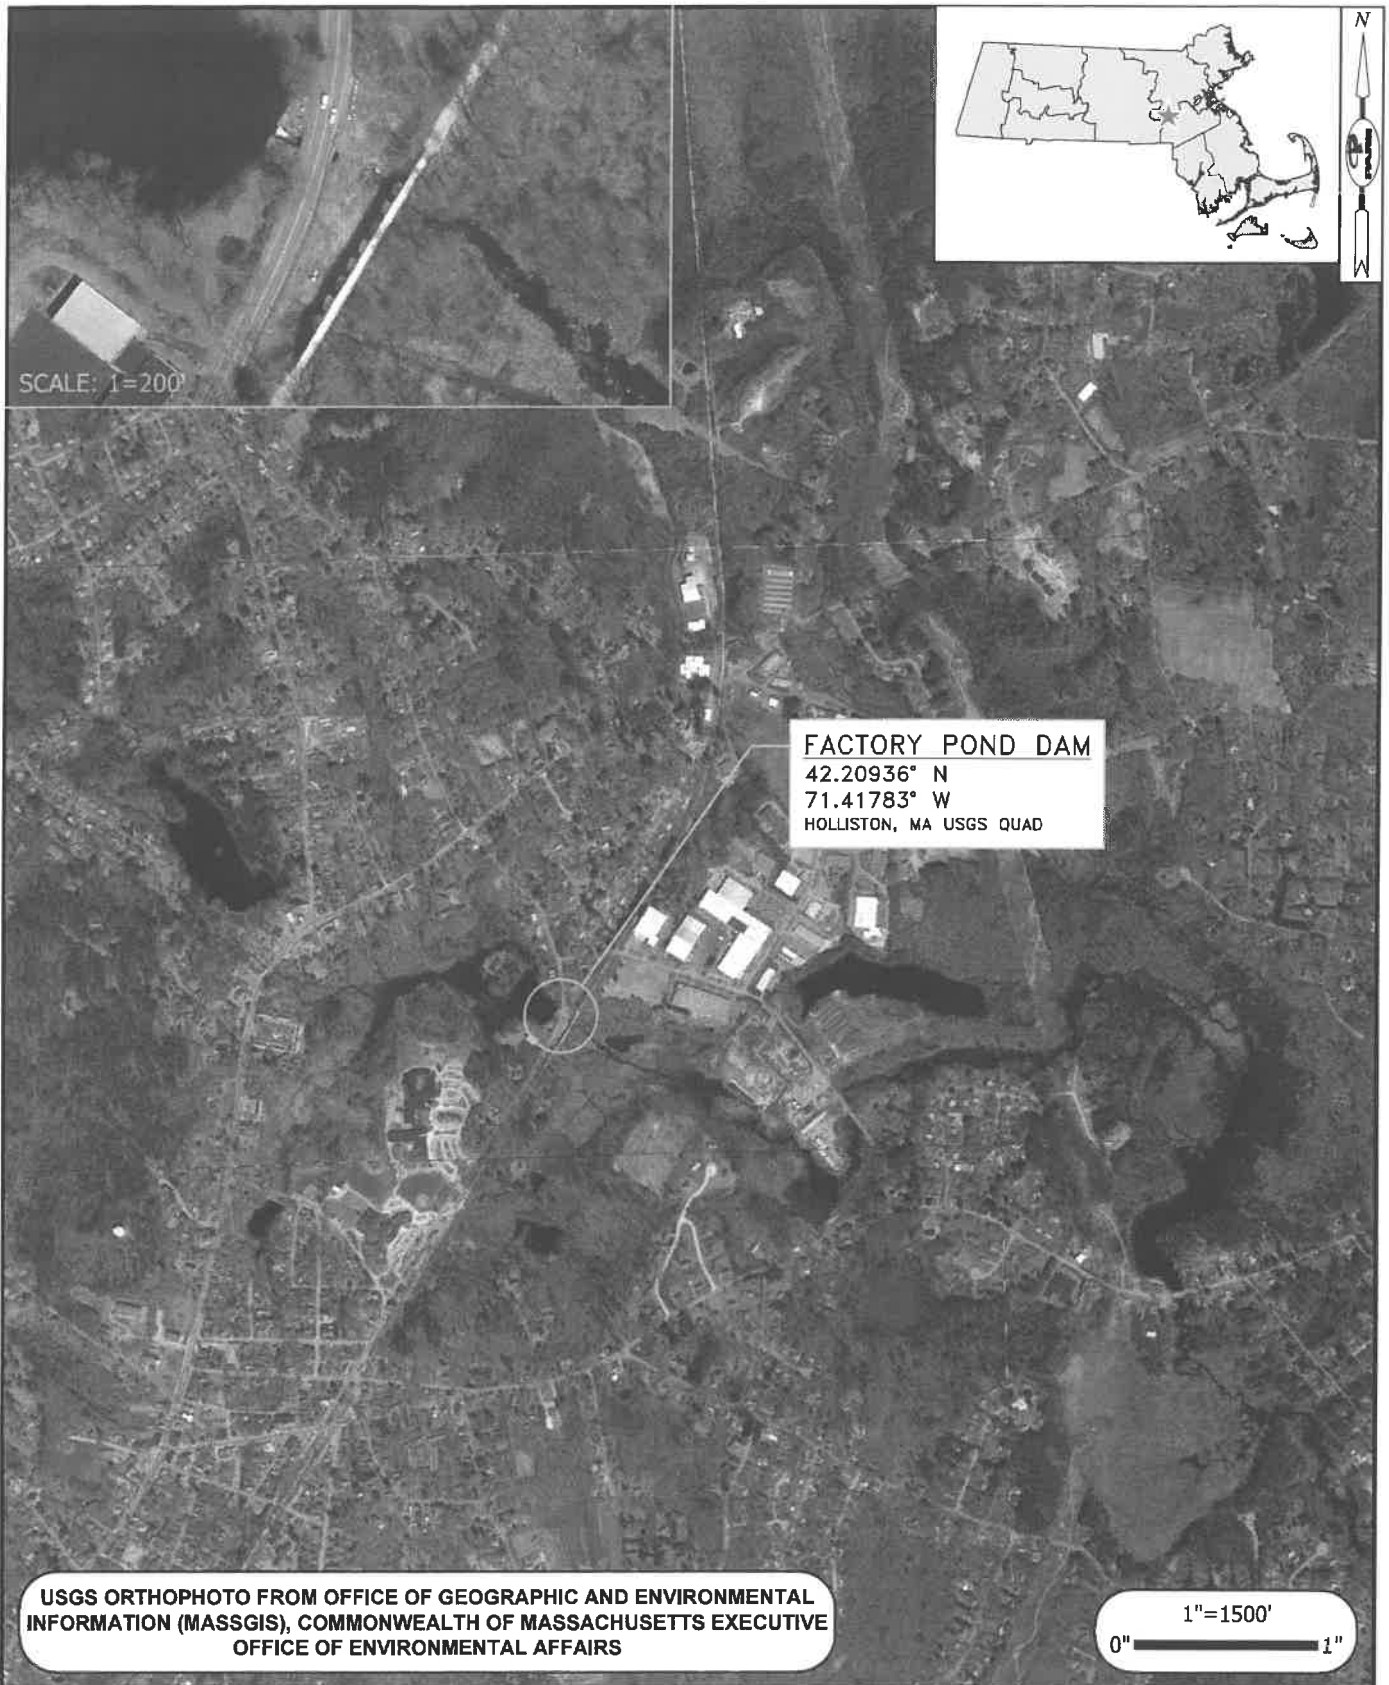 N
PARE
SCALE: 1=200'
FACTORY POND DAM
42.20936° N
71.41783° W
HOLLISTON, MA USGS QUAD
USGS ORTHOPHOTO FROM OFFICE OF GEOGRAPHIC AND ENVIRONMENTAL
INFORMATION (MASSGIS), COMMONWEALTH OF MASSACHUSETTS EXECUTIVE
OFFICE OF ENVIRONMENTAL AFFAIRS
1"=1500'
0" 1"